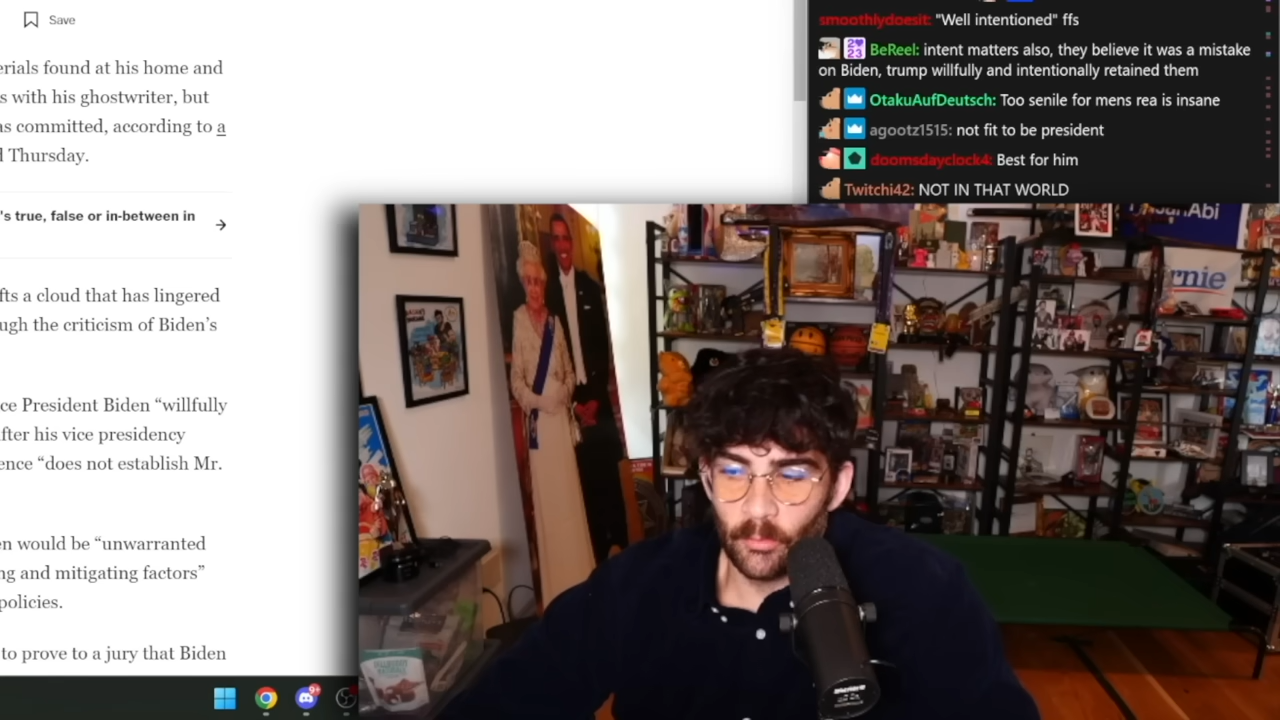 Save
erials found at his home and
s with his ghostwriter, but
as committed, according to a
d Thursday.
's true, false or in-between in
fts a cloud that has lingered
ugh the criticism of Biden's
ce President Biden “willfully
fter his vice presidency
ence “does not establish Mr.
en would be “unwarranted
ng and mitigating factors”
policies.
to prove to a jury that Biden
smoothlydoesit: "Well intentioned" ffs
BeReel: intent matters also, they believe it was a mistake
on Biden, trump willfully and intentionally retained them
OtakuAufDeutsch: Too senile for mens rea is insane
agootz1515: not fit to be president
doomsdayclock4: Best for him
Twitchi42: NOT IN THAT WORLD
anAbi
rnie